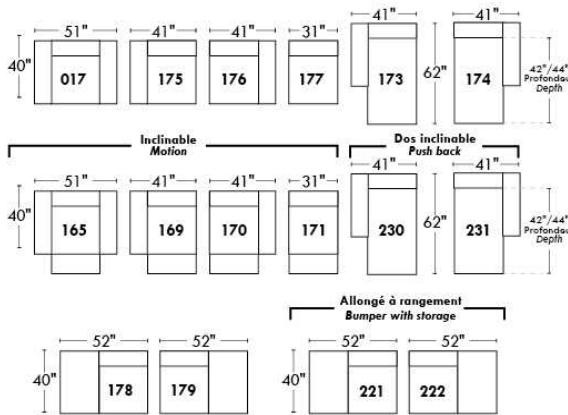 51" 41" 41" 31" 41" 41"
40" 017 175 176 177 173 62" 174 42"/44"
Profondeur
Depth
Inclinable
Motion
Dos inclinable
Push back
51" 41" 41" 31" 41" 41"
40" 165 169 170 171 230 62" 231 42"/44"
Profondeur
Depth
Allongé à rangement
Bumper with storage
52" 52" 52" 52"
40" 178 179 40" 221 222